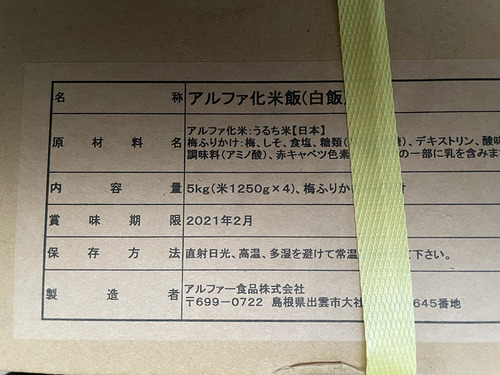 名称 アルファ化米飯(白飯
原材料名 アルファ化米:うるち米【日本】
梅ふりかけ:梅、しそ、食塩、糖類( 、デキストリン、酸味
調味料(アミノ酸)、赤キャベツ色素 の一部に乳を含みま
内容量 5kg(米1250g×4)、梅ふりか
賞味期限 2021年2月
保存方法 直射日光、高温、多湿を避けて常温 下さい。
製造者 アルファー食品株式会社
〒699-0722 島根県出雲市大社 645番地